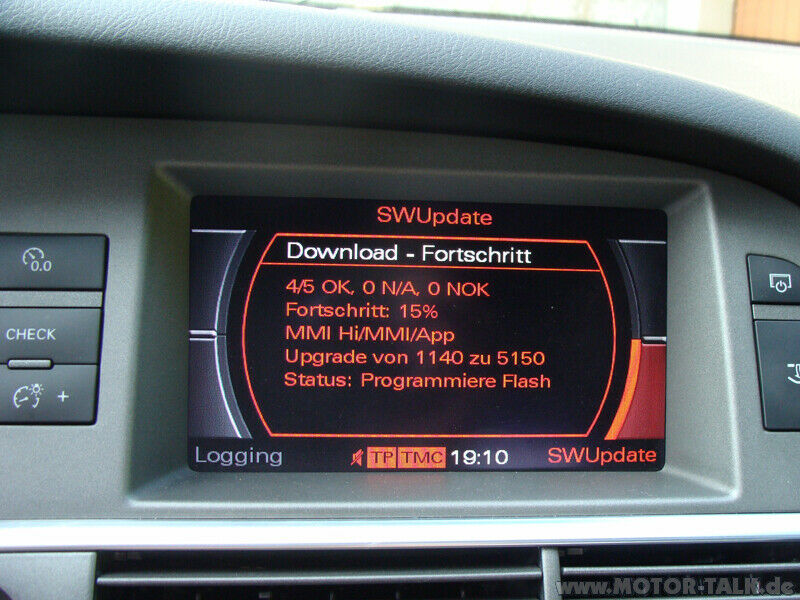 SWUpdate
Download - Fortschritt
4/5 OK, 0 N/A, 0 NOK
Fortschritt: 15%
MMI Hi/MMI/App
Upgrade von 1140 zu 5150
Status: Programmiere Flash
Logging TP TMC 19:10 SWUpdate
0.0
CHECK
+
www.MOTOR-TALK.de